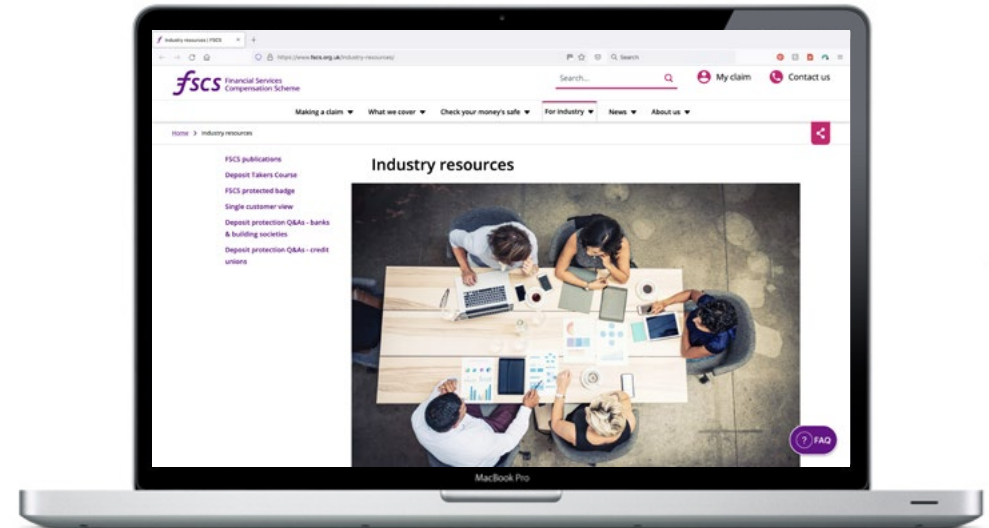 Industry resources | FSCS
https://www.fscs.org.uk/industry-resources/
Search
fscs Financial Services
Compensation Scheme
Search...
My claim
Contact us
Making a claim
What we cover
Check your money's safe
For industry
News
About us
Home > Industry resources
FSCS publications
Deposit Takers Course
FSCS protected badge
Single customer view
Deposit protection Q&As - banks
& building societies
Deposit protection Q&As - credit
unions
Industry resources
? FAQ
MacBook Pro